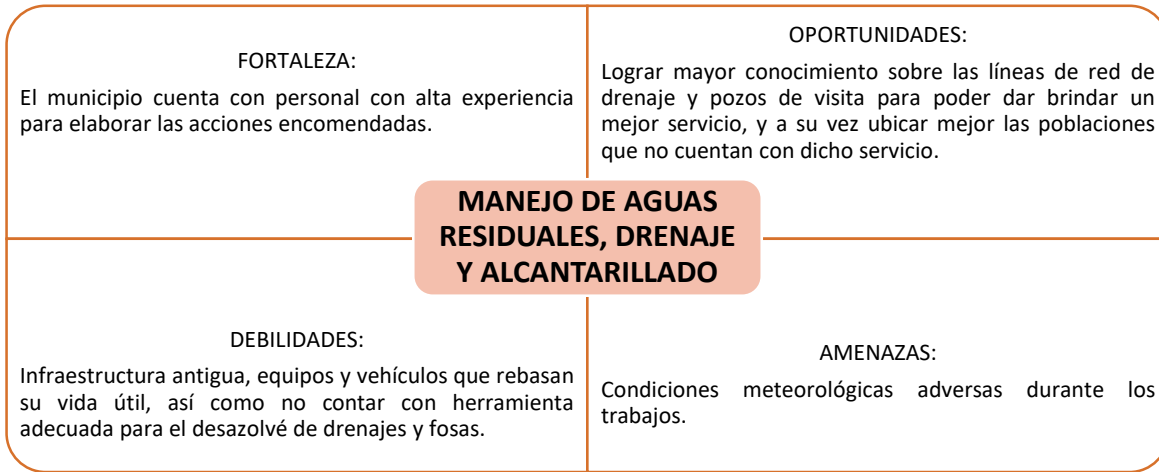 FORTALEZA:
El municipio cuenta con personal con alta experiencia
para elaborar las acciones encomendadas.
OPORTUNIDADES:
Lograr mayor conocimiento sobre las líneas de red de
drenaje y pozos de visita para poder dar brindar un
mejor servicio, y a su vez ubicar mejor las poblaciones
que no cuentan con dicho servicio.
MANEJO DE AGUAS
RESIDUALES, DRENAJE
Y ALCANTARILLADO
DEBILIDADES:
Infraestructura antigua, equipos y vehículos que rebasan
su vida útil, así como no contar con herramienta
adecuada para el desazolvé de drenajes y fosas.
AMENAZAS:
Condiciones meteorológicas adversas durante los
trabajos.